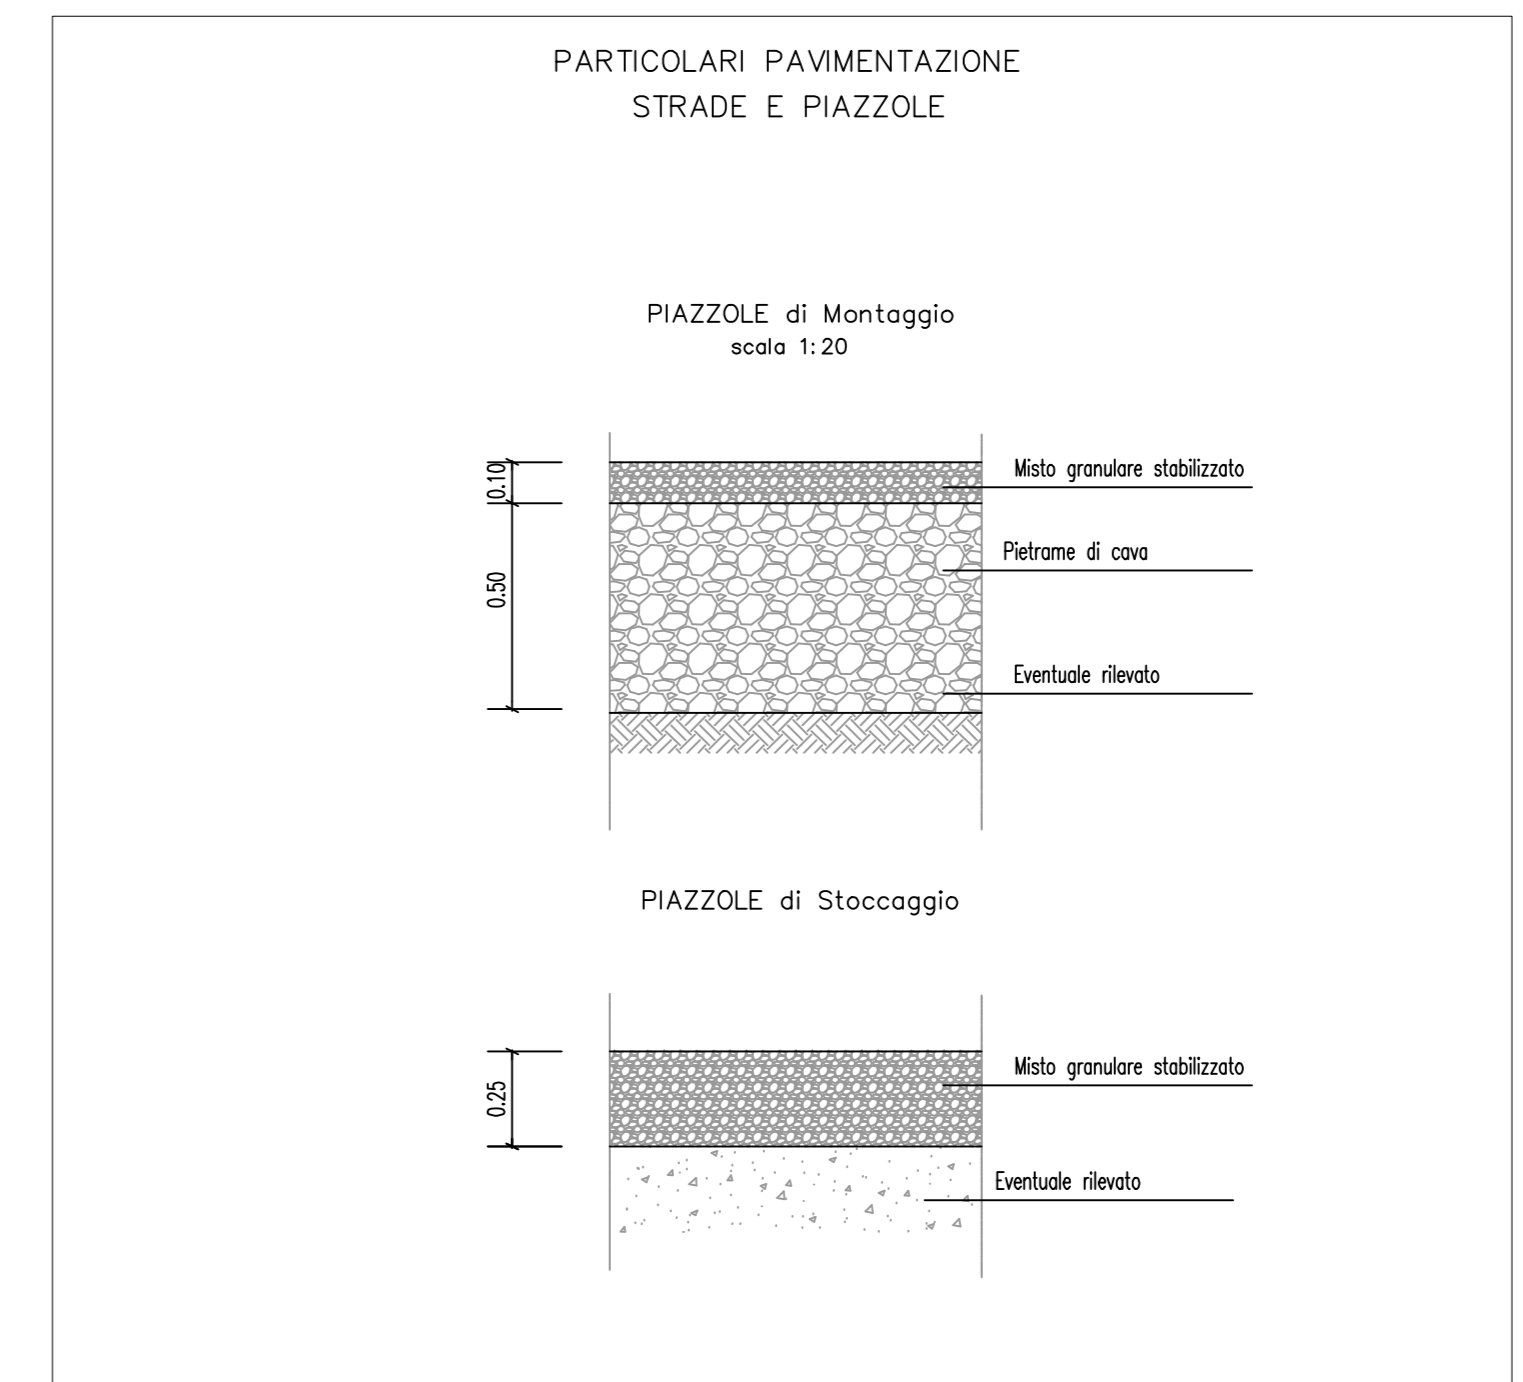 PARTICOLARI PAVIMENTAZIONE
STRADE E PIAZZOLE
PIAZZOLE di Montaggio
scala 1:20
0.10
Misto granulare stabilizzato
0.50
Pietrame di cava
Eventuale rilevato
PIAZZOLE di Stoccaggio
0.25
Misto granulare stabilizzato
Eventuale rilevato